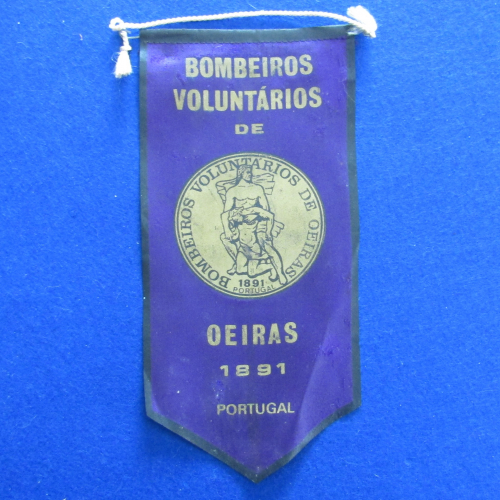 BOMBEIROS
VOLUNTÁRIOS
DE
BOMBEIROS VOLUNTÁRIOS DE OEIRAS
1891
PORTUGAL
OEIRAS
1891
PORTUGAL